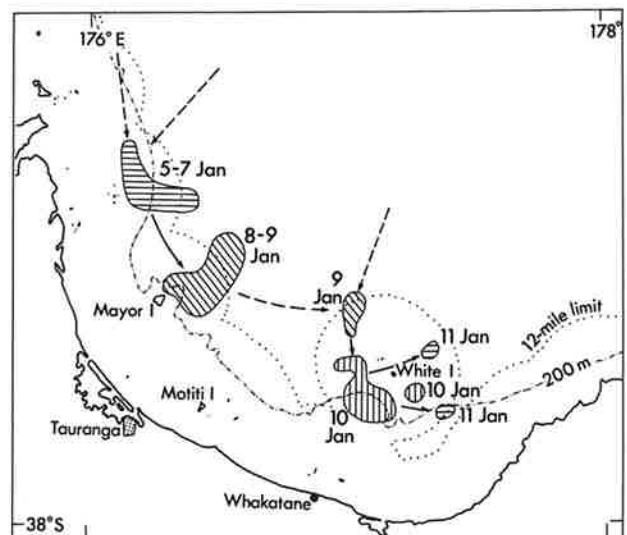 176° E
178°
5-7 Jan
8-9
Jan
9
Jan
Mayor I
11 Jan
12-mile limit
White I
200 m
10 Jan
Motiti I
10
Jan
11 Jan
Tauranga
Whakatane
38°S